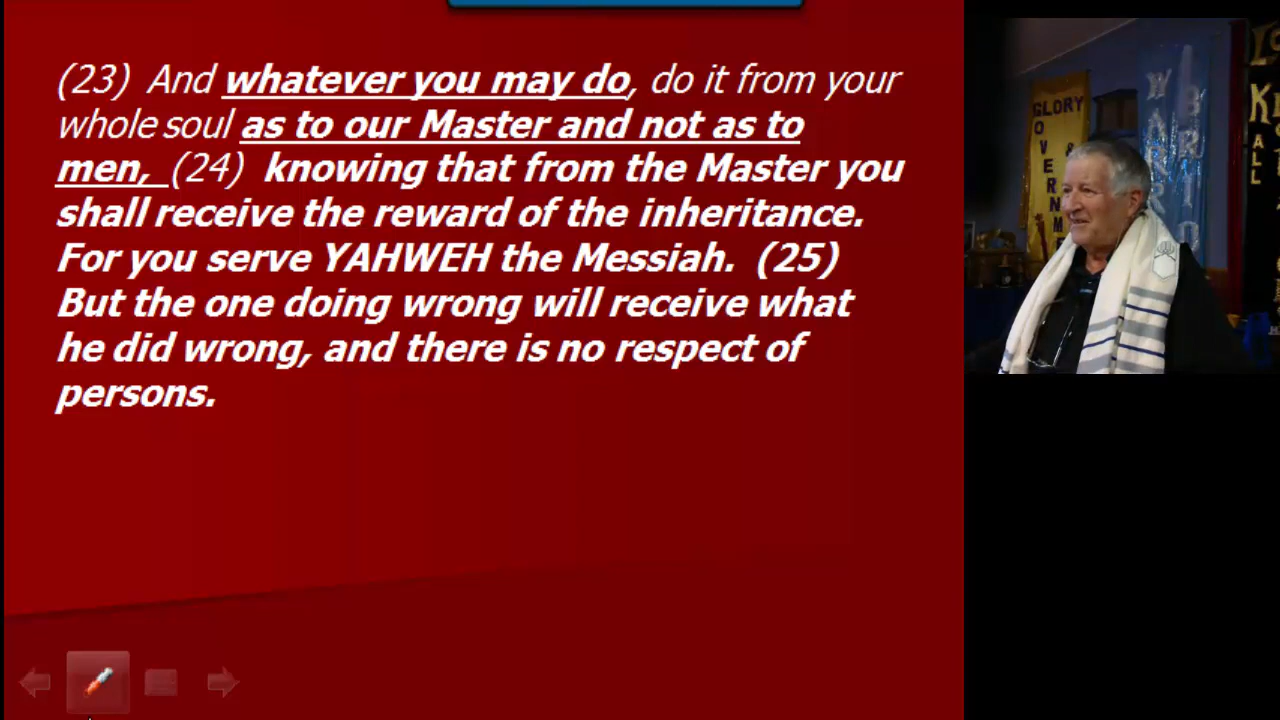 (23) And whatever you may do, do it from your
whole soul as to our Master and not as to
men, (24) knowing that from the Master you
shall receive the reward of the inheritance.
For you serve YAHWEH the Messiah. (25)
But the one doing wrong will receive what
he did wrong, and there is no respect of
persons.
GLORY
&
OVERNME